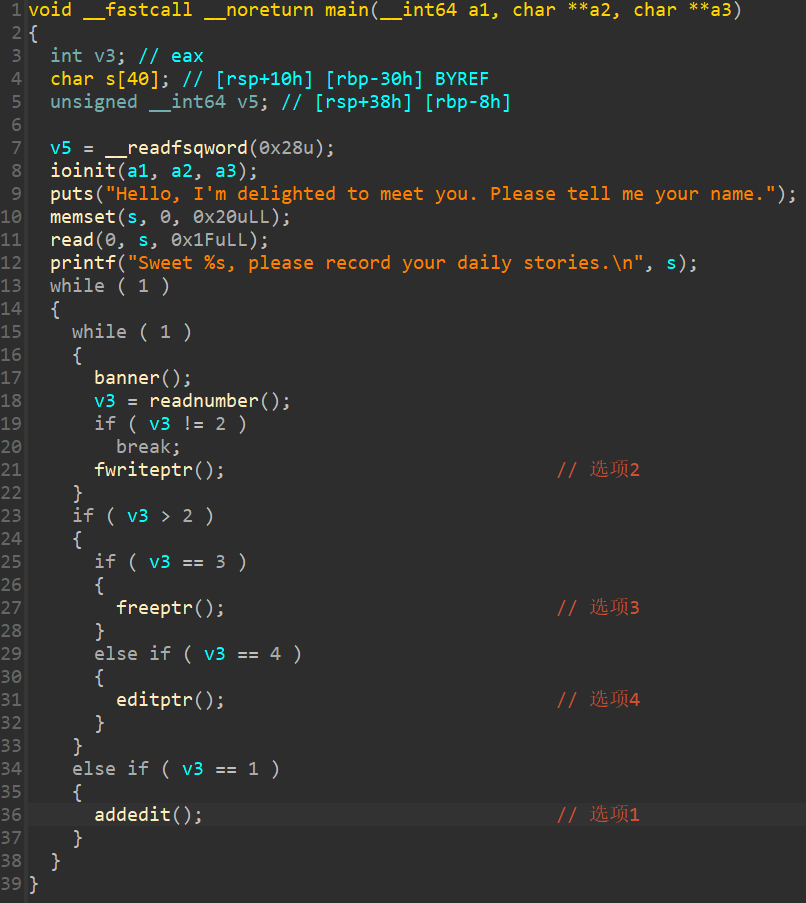 1 void __fastcall __noreturn main(__int64 a1, char **a2, char **a3)
2 {
3   int v3; // eax
4   char s[40]; // [rsp+10h] [rbp-30h] BYREF
5   unsigned __int64 v5; // [rsp+38h] [rbp-8h]
6
7   v5 = __readfsqword(0x28u);
8   ioinit(a1, a2, a3);
9   puts("Hello, I'm delighted to meet you. Please tell me your name.");
10   memset(s, 0, 0x20uLL);
11   read(0, s, 0x1FuLL);
12   printf("Sweet %s, please record your daily stories.\n", s);
13   while ( 1 )
14   {
15     while ( 1 )
16     {
17       banner();
18       v3 = readnumber();
19       if ( v3 != 2 )
20         break;
21       fwriteptr();                              // 选项2
22     }
23     if ( v3 > 2 )
24     {
25       if ( v3 == 3 )
26       {
27         freeptr();                              // 选项3
28       }
29       else if ( v3 == 4 )
30       {
31         editptr();                              // 选项4
32       }
33     }
34     else if ( v3 == 1 )
35     {
36       addedit();                                // 选项1
37     }
38   }
39 }